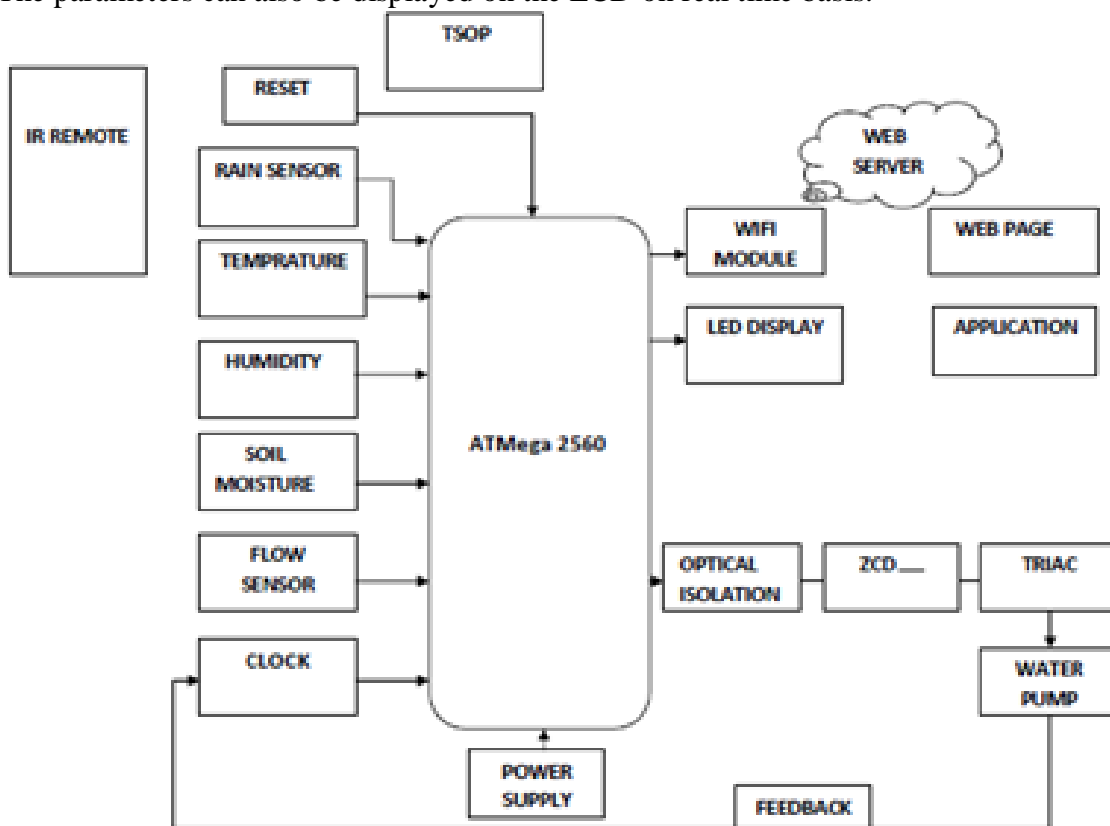 The parameters can also be displayed on the LCD on real time basis.
TSOP
IR REMOTE
RESET
RAIN SENSOR
TEMPRATURE
HUMIDITY
SOIL
MOISTURE
FLOW
SENSOR
CLOCK
ATMega 2560
POWER
SUPPLY
WEB
SERVER
WIFI
MODULE
WEB PAGE
LED DISPLAY
APPLICATION
OPTICAL
ISOLATION
ZCD__
TRIAC
WATER
PUMP
FEEDBACK